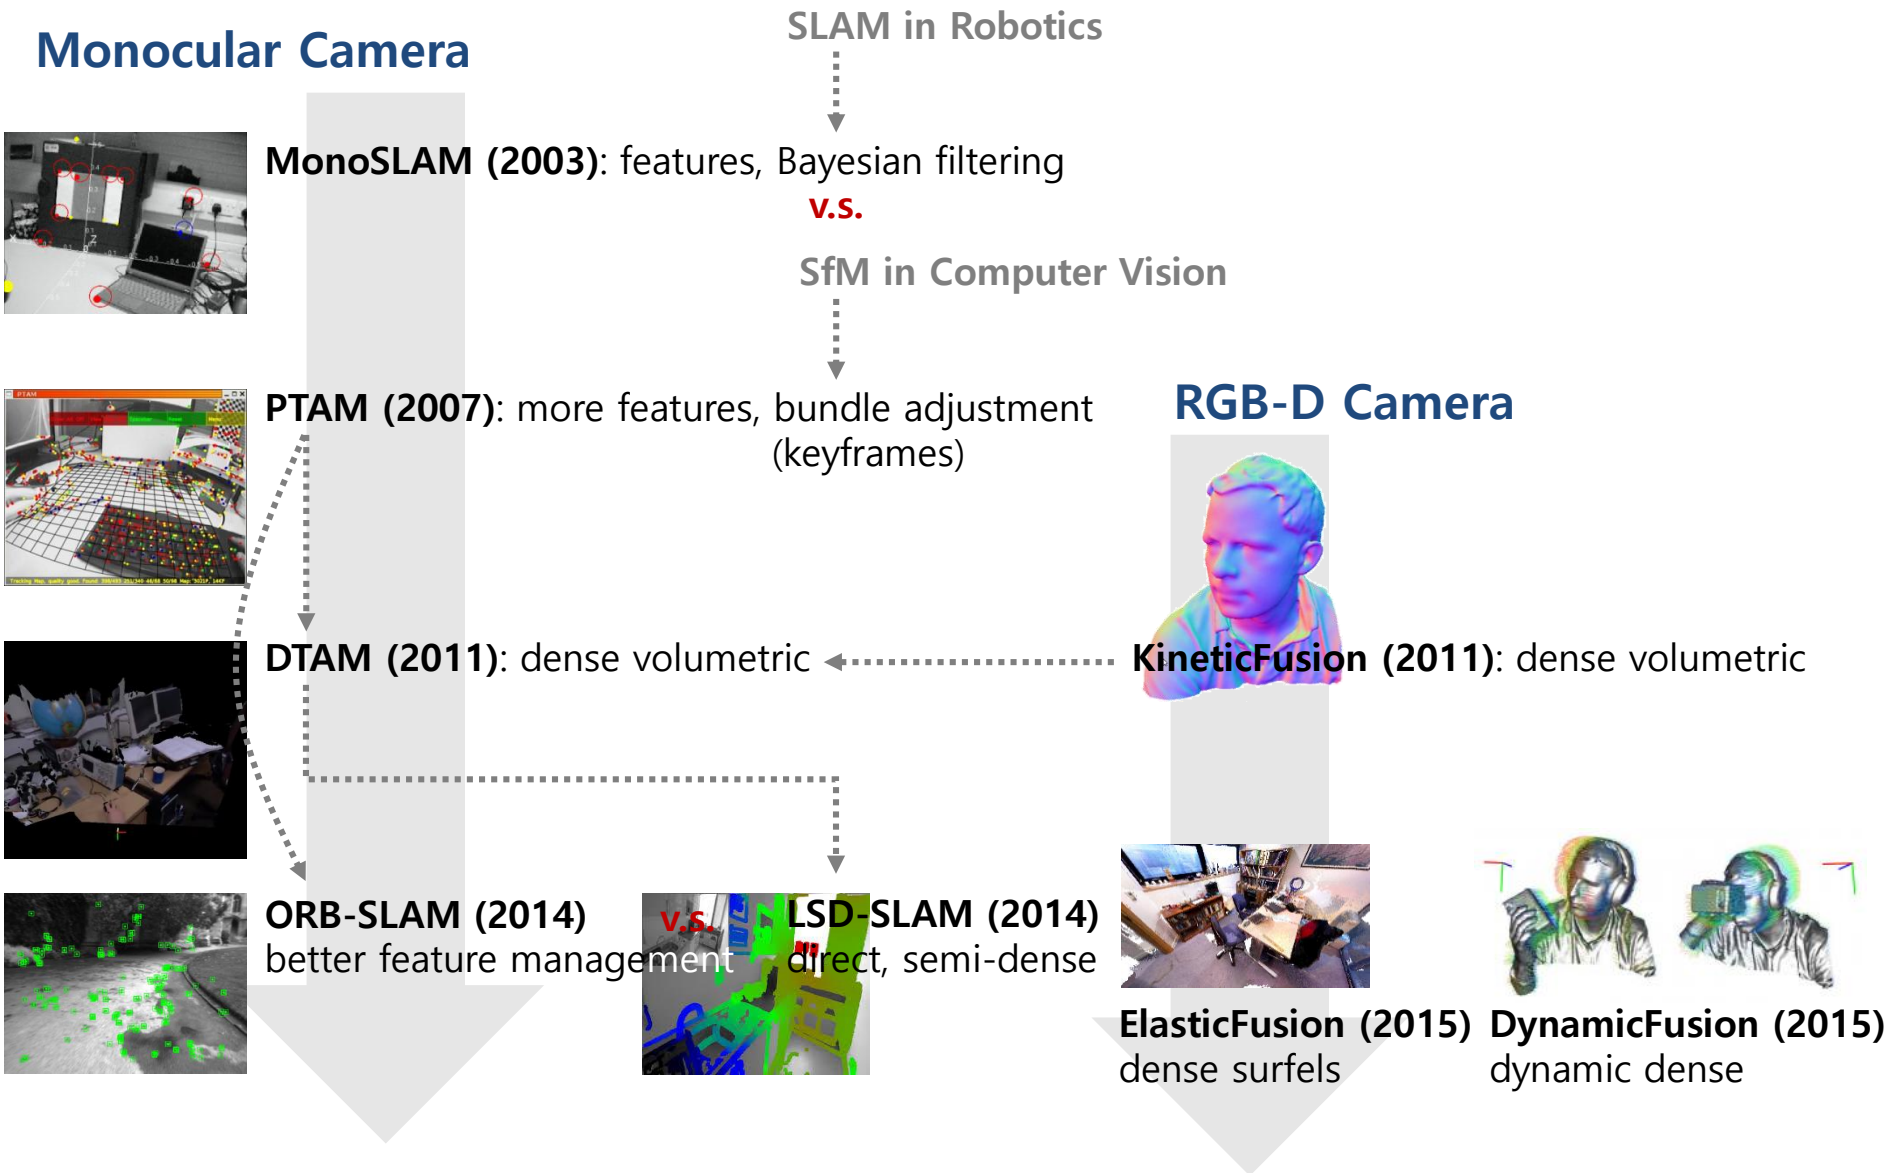 SLAM in Robotics
Monocular Camera
MonoSLAM (2003): features, Bayesian filtering
v.s.
SfM in Computer Vision
PTAM (2007): more features, bundle adjustment
(keyframes)
RGB-D Camera
PTAM
DTAM (2011): dense volumetric
KineticFusion (2011): dense volumetric
ORB-SLAM (2014)
better feature management
v.s.
LSD-SLAM (2014)
direct, semi-dense
ElasticFusion (2015)
dense surfels
DynamicFusion (2015)
dynamic dense